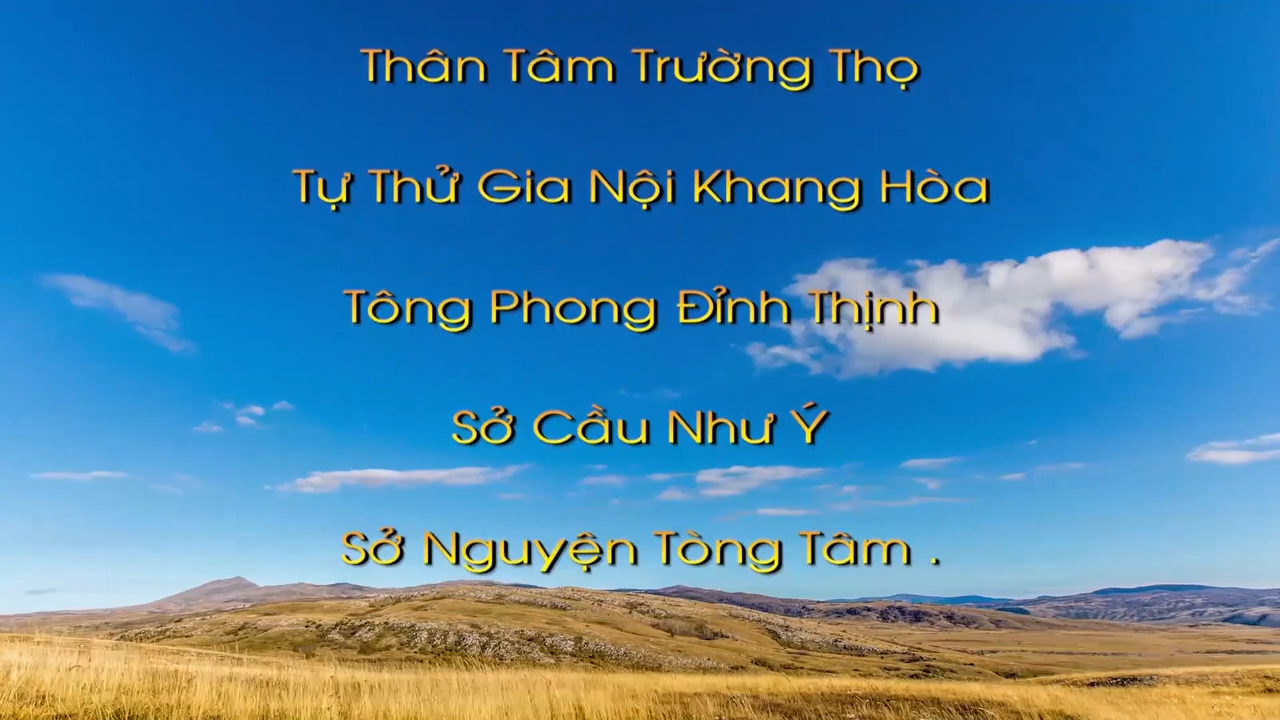 Thân Tâm Trường Thọ
Tự Thử Gia Nội Khang Hòa
Tông Phong Đỉnh Thịnh
Sở Cầu Như Ý
Sở Nguyện Tòng Tâm .